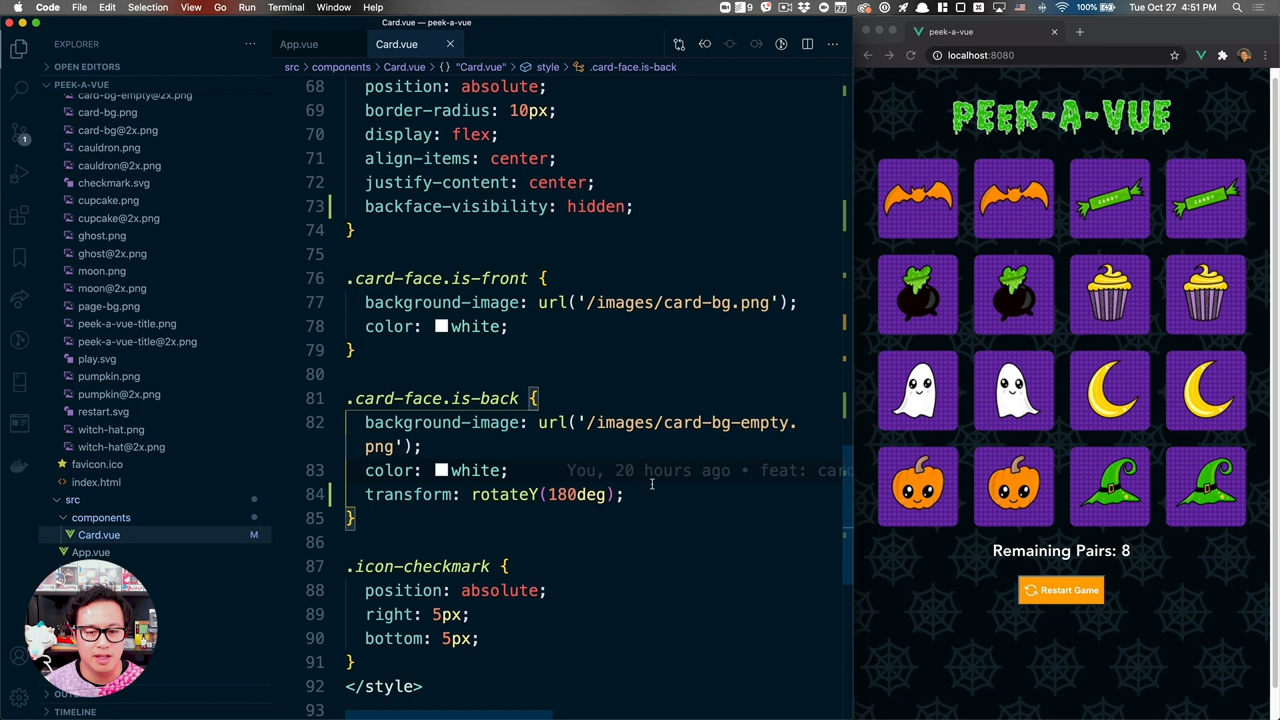 Code File Edit Selection View Go Run Terminal Window Help
9
27
100%
Tue Oct 27 4:51 PM
Card.vue — peek-a-vue
peek-a-vue
localhost:8080
EXPLORER
App.vue
Card.vue
OPEN EDITORS
src
components
Card.vue
{} "Card.vue"
style
.card-face.is-back
PEEK-A-VUE
card-bg-empty@2x.png
card-bg.png
card-bg@2x.png
cauldron.png
cauldron@2x.png
checkmark.svg
cupcake.png
cupcake@2x.png
ghost.png
ghost@2x.png
moon.png
moon@2x.png
page-bg.png
peek-a-vue-title.png
peek-a-vue-title@2x.png
play.svg
pumpkin.png
pumpkin@2x.png
restart.svg
witch-hat.png
witch-hat@2x.png
favicon.ico
index.html
src
components
Card.vue M
App.vue
TIMELINE
1
68 position: absolute;
69 border-radius: 10px;
70 display: flex;
71 align-items: center;
72 justify-content: center;
73 backface-visibility: hidden;
74 }
75
76 .card-face.is-front {
77 background-image: url('/images/card-bg.png');
78 color: white;
79 }
80
81 .card-face.is-back {
82 background-image: url('/images/card-bg-empty.
png');
83 color: white; You, 20 hours ago • feat: card
84 transform: rotateY(180deg);
85 }
86
87 .icon-checkmark {
88 position: absolute;
89 right: 5px;
90 bottom: 5px;
91 }
92 </style>
93
PEEK-A-VUE
CANDY
CANDY
Remaining Pairs: 8
Restart Game